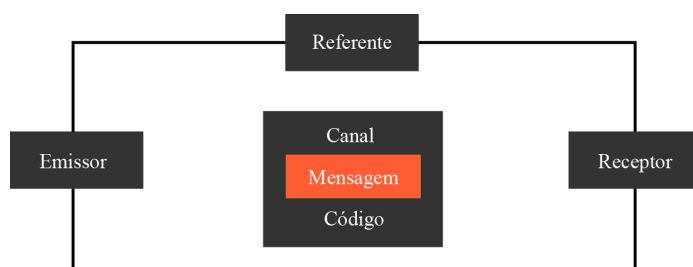 Referente
Canal
Emissor
Mensagem
Receptor
Código